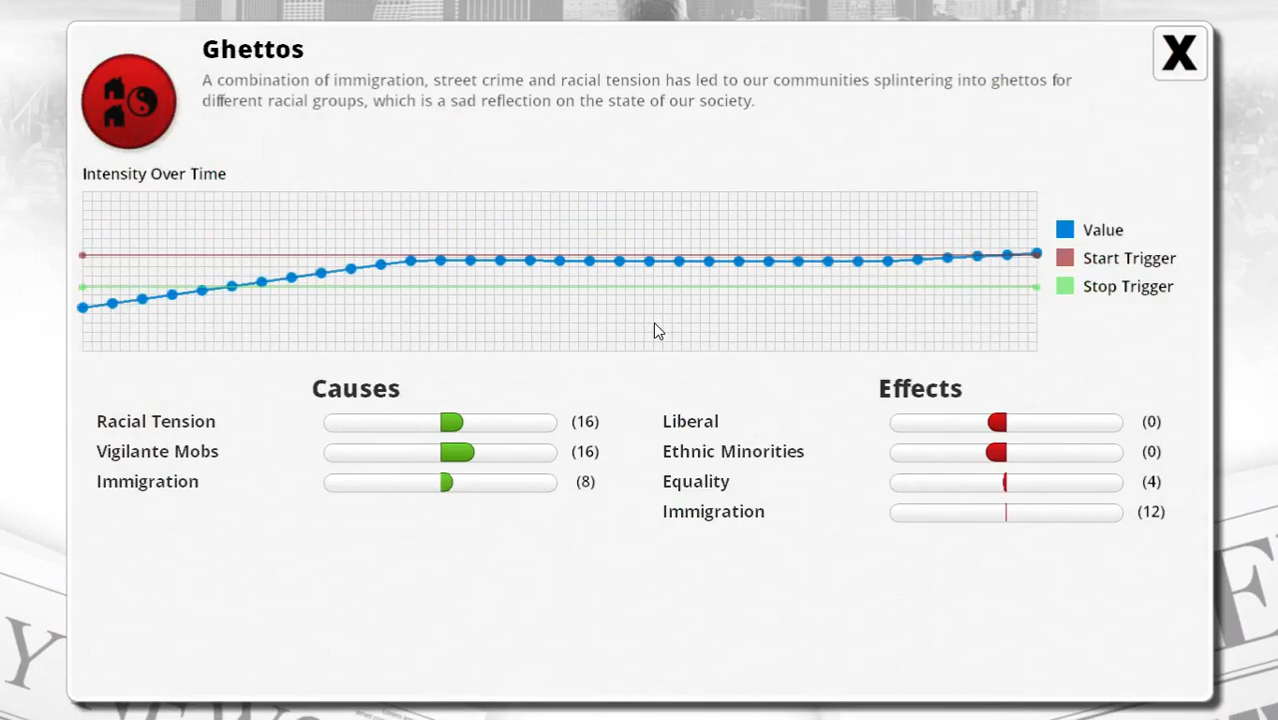 Ghettos
X
A combination of immigration, street crime and racial tension has led to our communities splintering into ghettos for
different racial groups, which is a sad reflection on the state of our society.
Intensity Over Time
Value
Start Trigger
Stop Trigger
Causes
Racial Tension (16)
Vigilante Mobs (16)
Immigration (8)
Effects
Liberal (0)
Ethnic Minorities (0)
Equality (4)
Immigration (12)